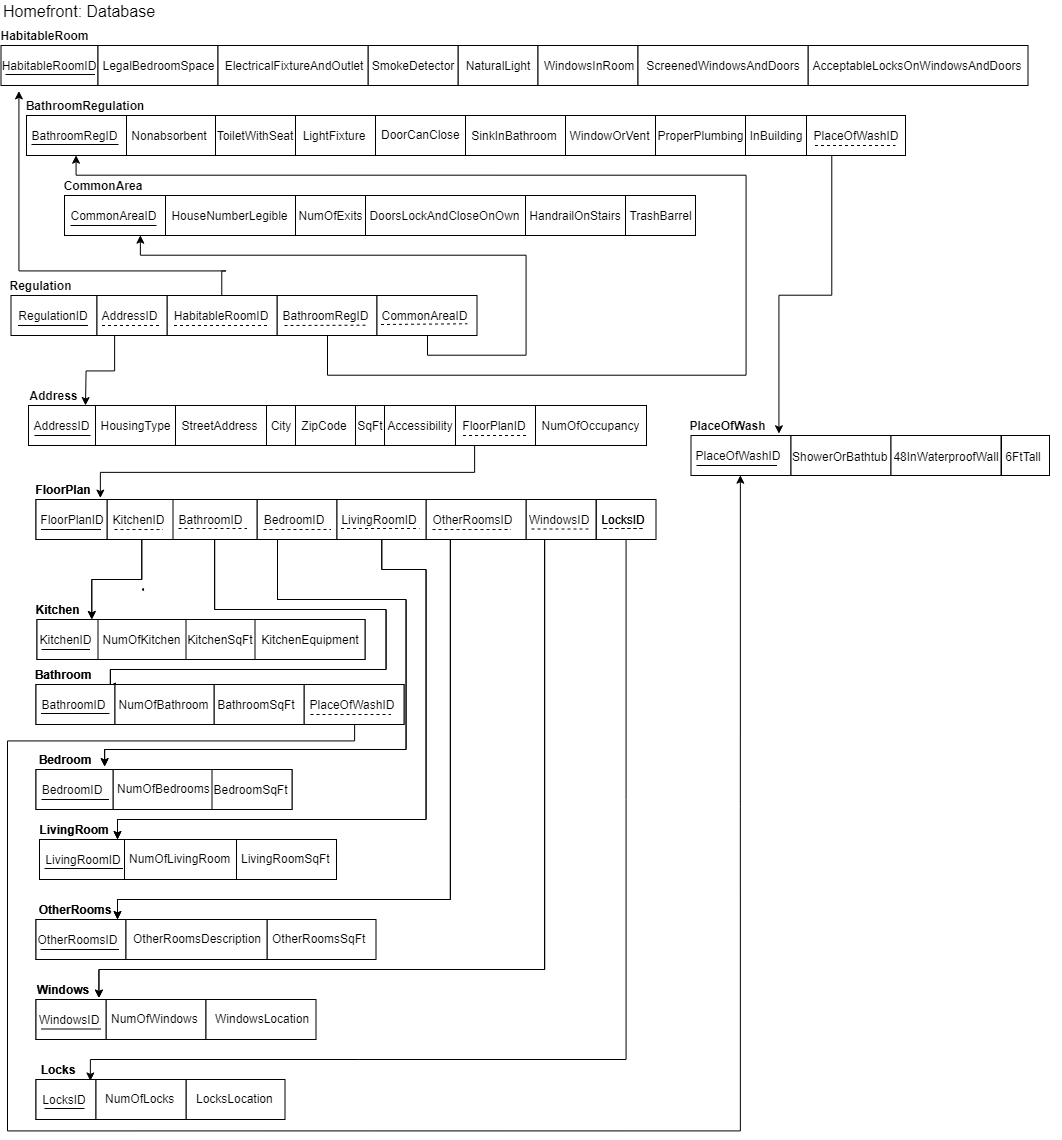 Homefront: Database
HabitableRoom
HabitableRoomID LegalBedroomSpace ElectricalFixtureAndOutlet SmokeDetector NaturalLight WindowsInRoom ScreenedWindowsAndDoors AcceptableLocksOnWindowsAndDoors
BathroomRegulation
BathroomRegID Nonabsorbent ToiletWithSeat LightFixture DoorCanClose SinkInBathroom WindowOrVent ProperPlumbing InBuilding PlaceOfWashID
CommonArea
CommonAreaID HouseNumberLegible NumOfExits DoorsLockAndCloseOnOwn HandrailOnStairs TrashBarrel
Regulation
RegulationID AddressID HabitableRoomID BathroomRegID CommonAreaID
Address
AddressID HousingType StreetAddress City ZipCode SqFt Accessibility FloorPlanID NumOfOccupancy
PlaceOfWash
PlaceOfWashID ShowerOrBathtub 48InWaterproofWall 6FtTall
FloorPlan
FloorPlanID KitchenID BathroomID BedroomID LivingRoomID OtherRoomsID WindowsID LocksID
Kitchen
KitchenID NumOfKitchen KitchenSqFt KitchenEquipment
Bathroom
BathroomID NumOfBathroom BathroomSqFt PlaceOfWashID
Bedroom
BedroomID NumOfBedrooms BedroomSqFt
LivingRoom
LivingRoomID NumOfLivingRoom LivingRoomSqFt
OtherRooms
OtherRoomsID OtherRoomsDescription OtherRoomsSqFt
Windows
WindowsID NumOfWindows WindowsLocation
Locks
LocksID NumOfLocks LocksLocation